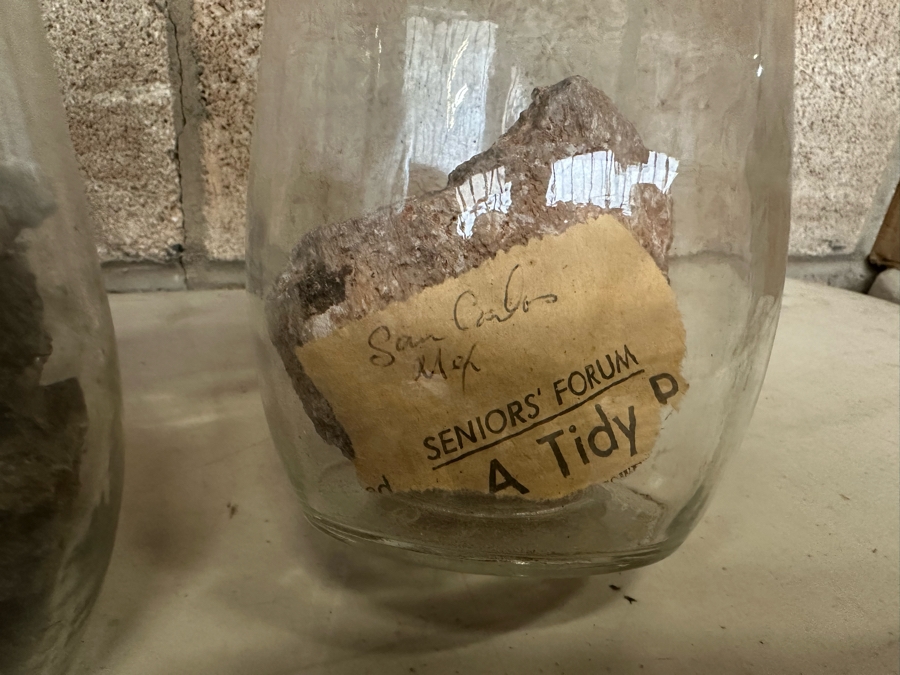 San Carlos
Mex
SENIORS' FORUM
A Tidy